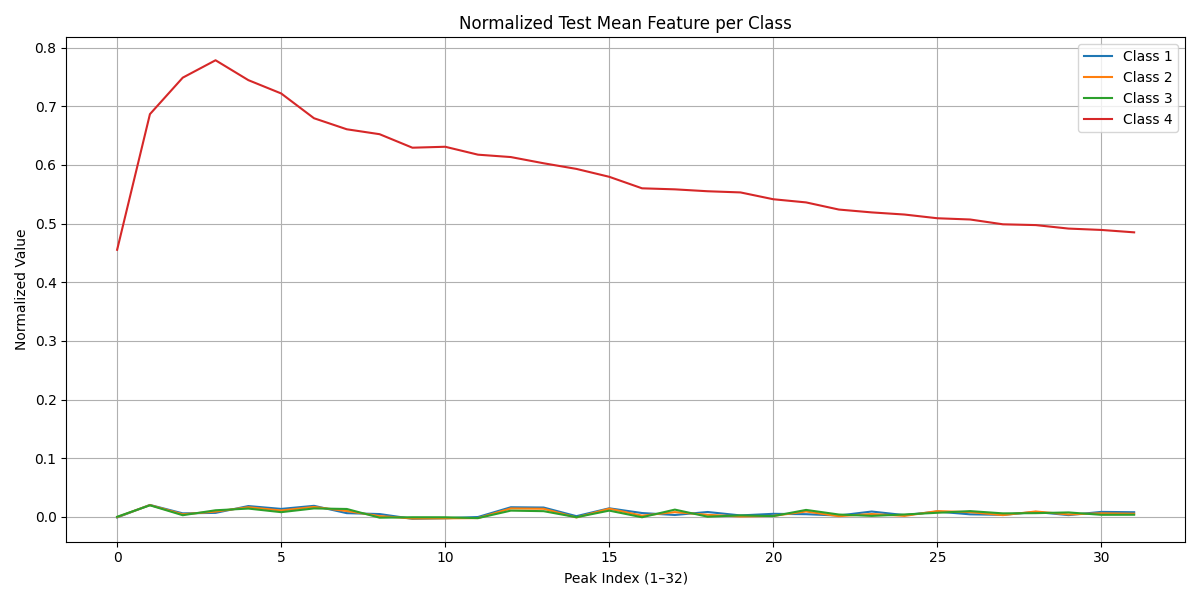 Normalized Test Mean Feature per Class
Normalized Value
0.8
0.7
0.6
0.5
0.4
0.3
0.2
0.1
0.0
Class 1
Class 2
Class 3
Class 4
0 5 10 15 20 25 30
Peak Index (1–32)